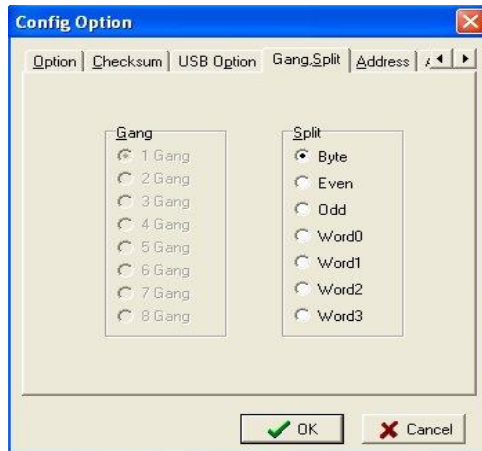 Config Option
Option Checksum USB Option Gang,Split Address
Gang
1 Gang
2 Gang
3 Gang
4 Gang
5 Gang
6 Gang
7 Gang
8 Gang
Split
Byte
Even
Odd
Word0
Word1
Word2
Word3
OK Cancel